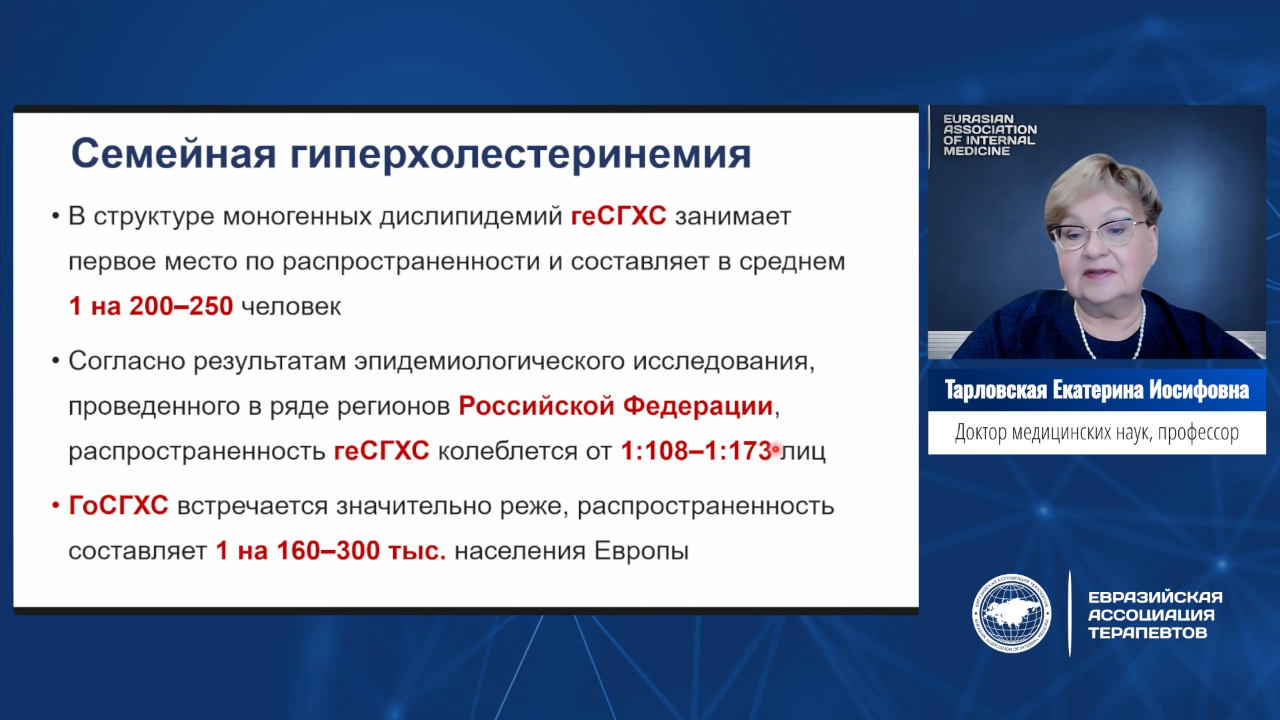 Семейная гиперхолестеринемия
• В структуре моногенных дислипидемий геСГХС занимает
первое место по распространенности и составляет в среднем
1 на 200–250 человек
• Согласно результатам эпидемиологического исследования,
проведенного в ряде регионов Российской Федерации,
распространенность геСГХС колеблется от 1:108–1:173 лиц
• ГоСГХС встречается значительно реже, распространенность
составляет 1 на 160–300 тыс. населения Европы
EURASIAN
ASSOCIATION
OF INTERNAL
MEDICINE
Тарловская Екатерина Иосифовна
Доктор медицинских наук, профессор
ЕВРАЗИЙСКАЯ
АССОЦИАЦИЯ
ТЕРАПЕВТОВ